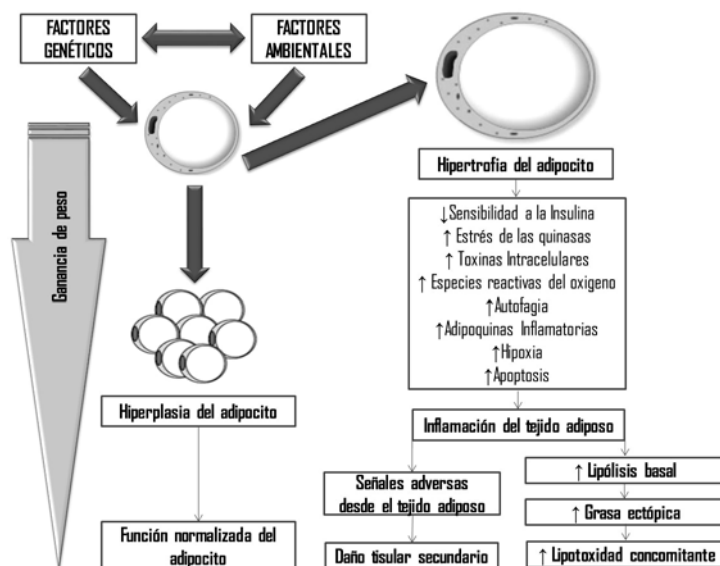 FACTORES
GENÉTICOS
FACTORES
AMBIENTALES
Ganancia de peso
Hipertrofia del adipocito
↓Sensibilidad a la Insulina
↑ Estrés de las quinasas
↑ Toxinas Intracelulares
↑ Especies reactivas del oxigeno
↑Autofagia
↑Adipoquinas Inflamatorias
↑Hipoxia
↑Apoptosis
Hiperplasia del adipocito
Inflamación del tejido adiposo
Señales adversas
desde el tejido adiposo
↑ Lipólisis basal
↑ Grasa ectópica
Función normalizada del
adipocito
Daño tisular secundario
↑ Lipotoxidad concomitante